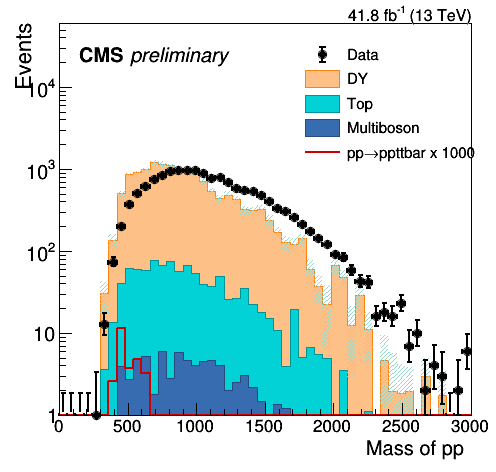 41.8 fb⁻¹ (13 TeV)
Events
CMS preliminary
Data
DY
Top
Multiboson
pp→ppttbar x 1000
10⁴
10³
10²
10
1
0 500 1000 1500 2000 2500 3000
Mass of pp